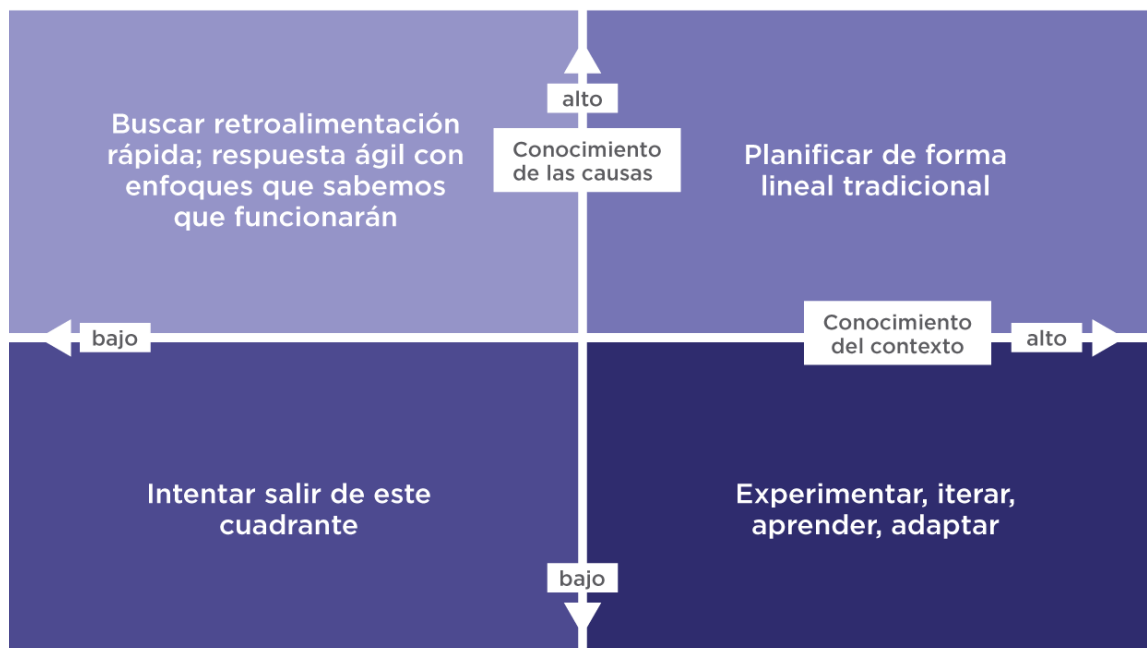 alto
Buscar retroalimentación
rápida; respuesta ágil con
enfoques que sabemos
que funcionarán
Conocimiento
de las causas
Planificar de forma
lineal tradicional
bajo
Conocimiento
del contexto
alto
Intentar salir de este
cuadrante
Experimentar, iterar,
aprender, adaptar
bajo